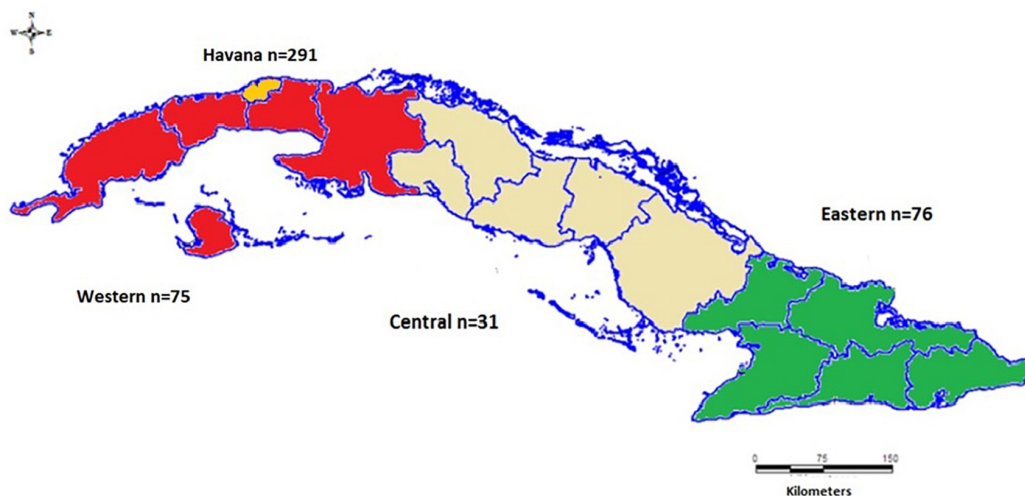 N
W E
S
Havana n=291
Eastern n=76
Western n=75
Central n=31
0 75 150
Kilometers